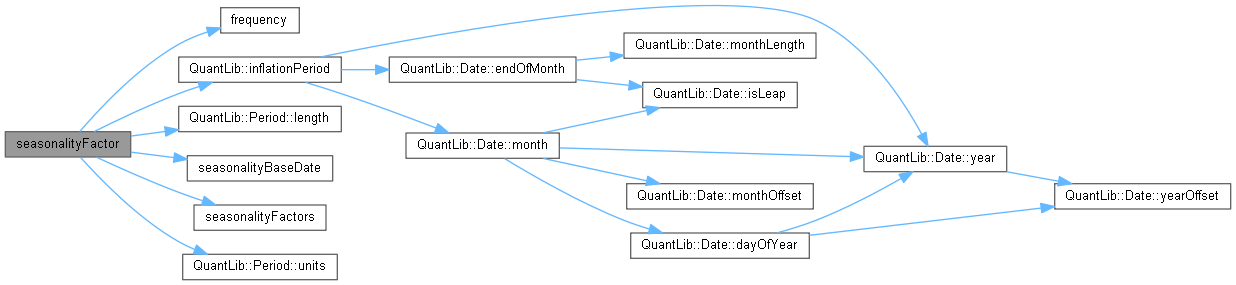 frequency
QuantLib::Date::monthLength
QuantLib::inflationPeriod
QuantLib::Date::endOfMonth
QuantLib::Date::isLeap
QuantLib::Period::length
seasonalityFactor
QuantLib::Date::month
QuantLib::Date::year
seasonalityBaseDate
QuantLib::Date::monthOffset
QuantLib::Date::yearOffset
seasonalityFactors
QuantLib::Date::dayOfYear
QuantLib::Period::units